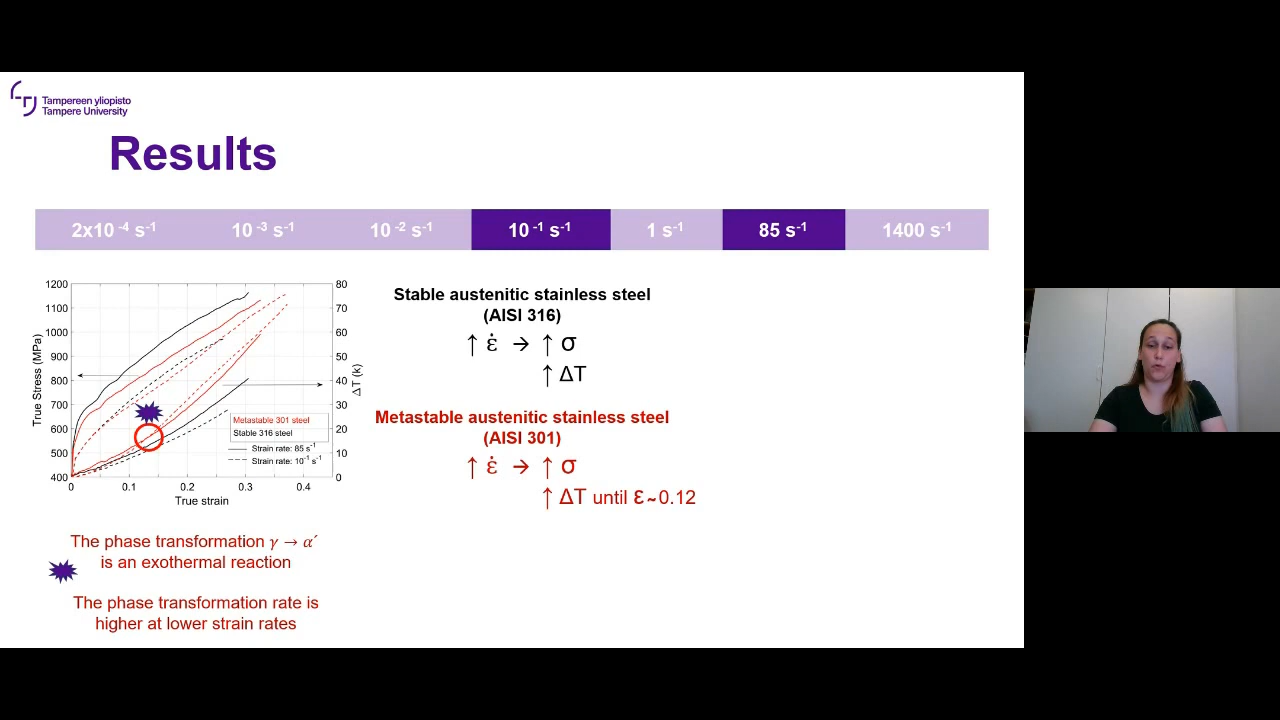 Tampereen yliopisto
Tampere University
Results
2x10⁻⁴ s⁻¹ 10⁻³ s⁻¹ 10⁻² s⁻¹ 10⁻¹ s⁻¹ 1 s⁻¹ 85 s⁻¹ 1400 s⁻¹
1200
1100
1000
900
800
700
600
500
400
True Stress (MPa)
80
70
60
50
40
30
20
10
0
ΔT (k)
Metastable 301 steel
Stable 316 steel
Strain rate: 85 s⁻¹
Strain rate: 10⁻¹ s⁻¹
0 0.1 0.2 0.3 0.4
True strain
Stable austenitic stainless steel
(AISI 316)
↑ ε̇ → ↑ σ
↑ ΔT
Metastable austenitic stainless steel
(AISI 301)
↑ ε̇ → ↑ σ
↑ ΔT until ε~0.12
The phase transformation γ → α´
is an exothermal reaction
The phase transformation rate is
higher at lower strain rates